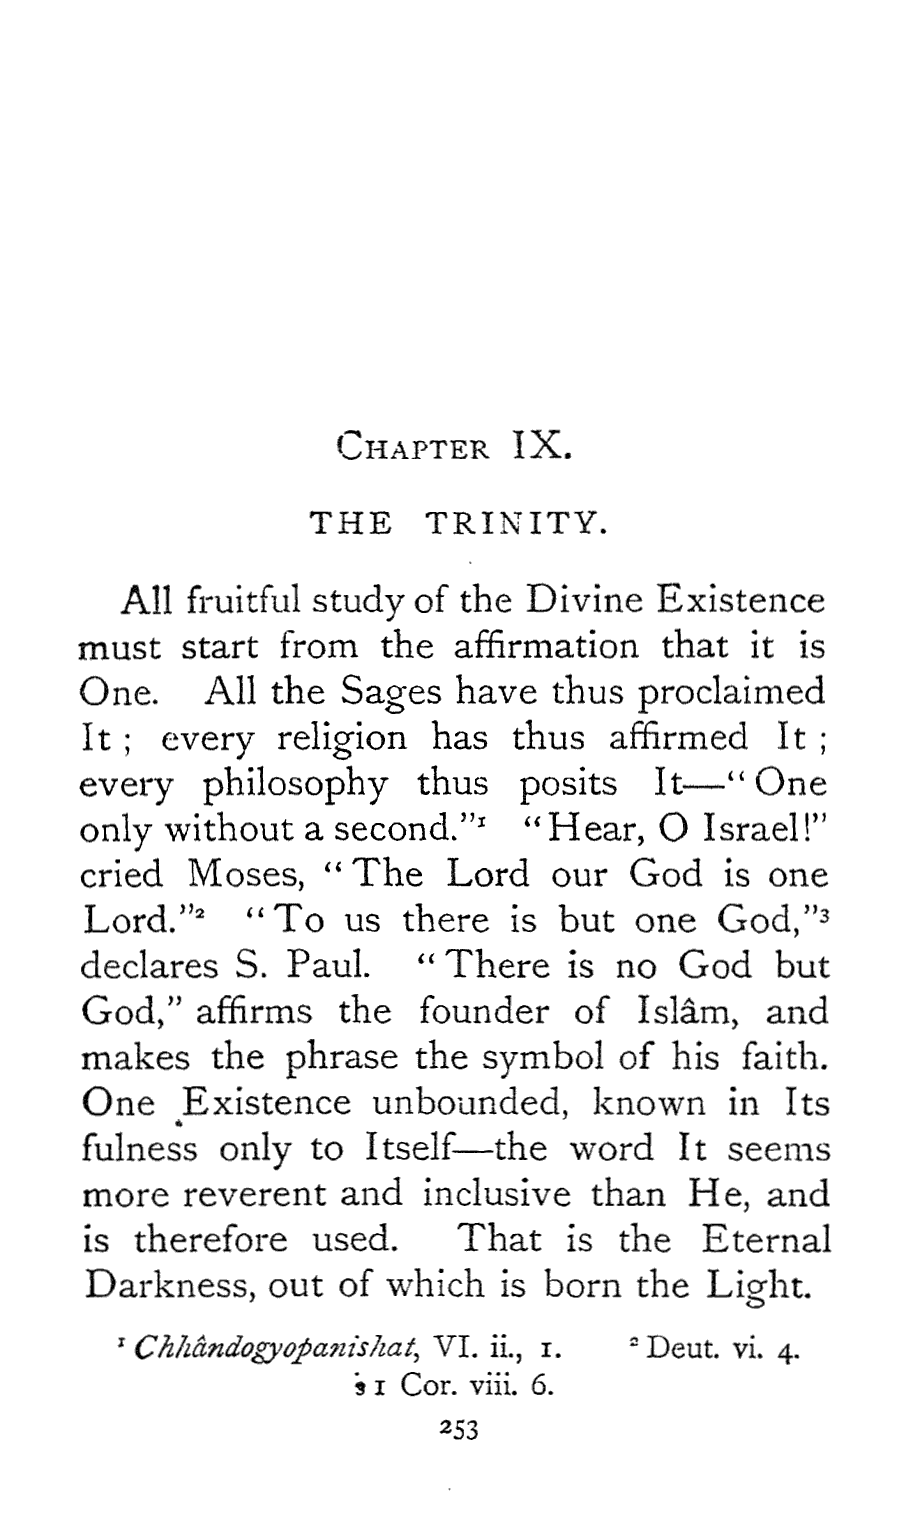 CHAPTER IX.
THE TRINITY.
All fruitful study of the Divine Existence
must start from the affirmation that it is
One. All the Sages have thus proclaimed
It ; every religion has thus affirmed It ;
every philosophy thus posits It—“ One
only without a second.”¹ “Hear, O Israel!”
cried Moses, “ The Lord our God is one
Lord.”² “ To us there is but one God,”³
declares S. Paul. “ There is no God but
God,” affirms the founder of Islâm, and
makes the phrase the symbol of his faith.
One Existence unbounded, known in Its
fulness only to Itself—the word It seems
more reverent and inclusive than He, and
is therefore used. That is the Eternal
Darkness, out of which is born the Light.
¹ Chhândogyopanishat, VI. ii., 1. ² Deut. vi. 4.
³ 1 Cor. viii. 6.
253